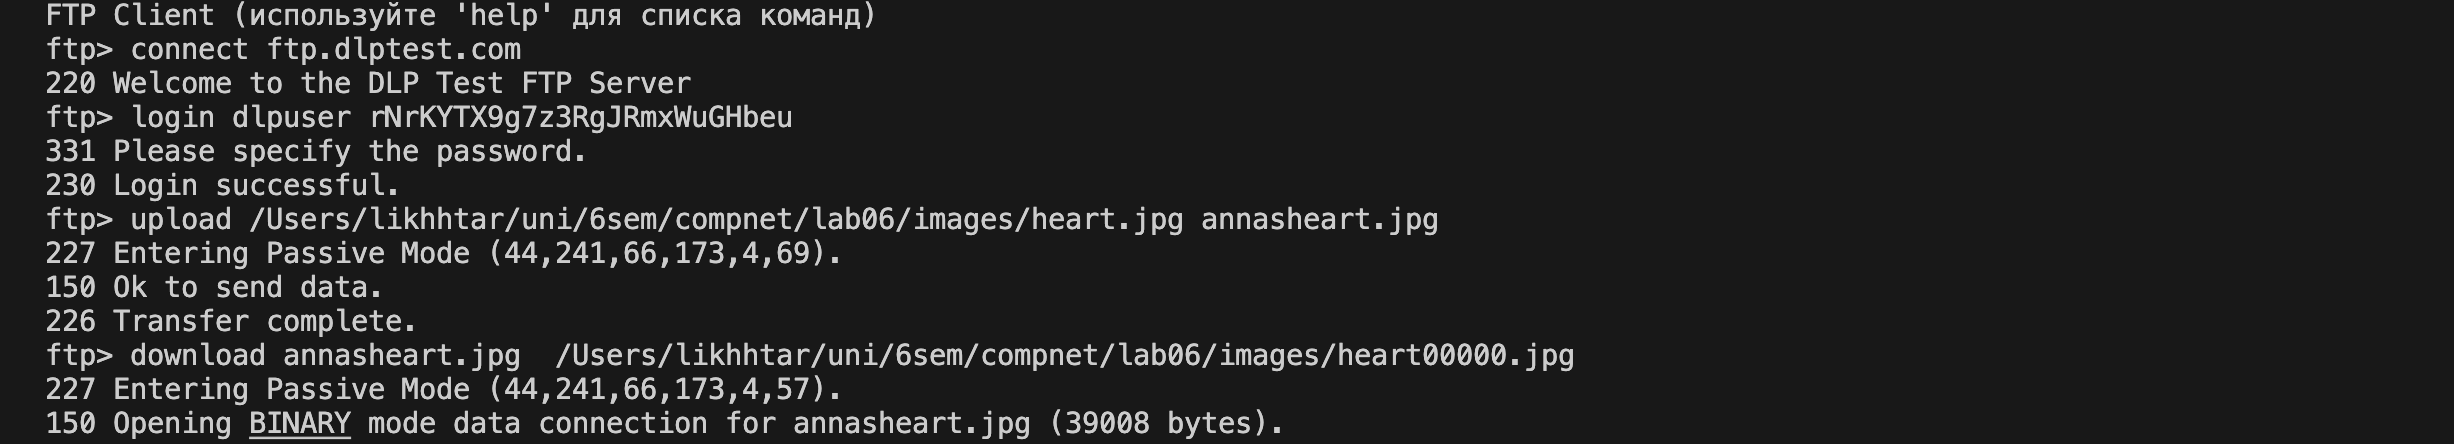 FTP Client (используйте 'help' для списка команд)
ftp> connect ftp.dlptest.com
220 Welcome to the DLP Test FTP Server
ftp> login dlpuser rNrKYTX9g7z3RgJRmxWuGHbeu
331 Please specify the password.
230 Login successful.
ftp> upload /Users/likhhtar/uni/6sem/compnet/lab06/images/heart.jpg annasheart.jpg
227 Entering Passive Mode (44,241,66,173,4,69).
150 Ok to send data.
226 Transfer complete.
ftp> download annasheart.jpg  /Users/likhhtar/uni/6sem/compnet/lab06/images/heart00000.jpg
227 Entering Passive Mode (44,241,66,173,4,57).
150 Opening BINARY mode data connection for annasheart.jpg (39008 bytes).